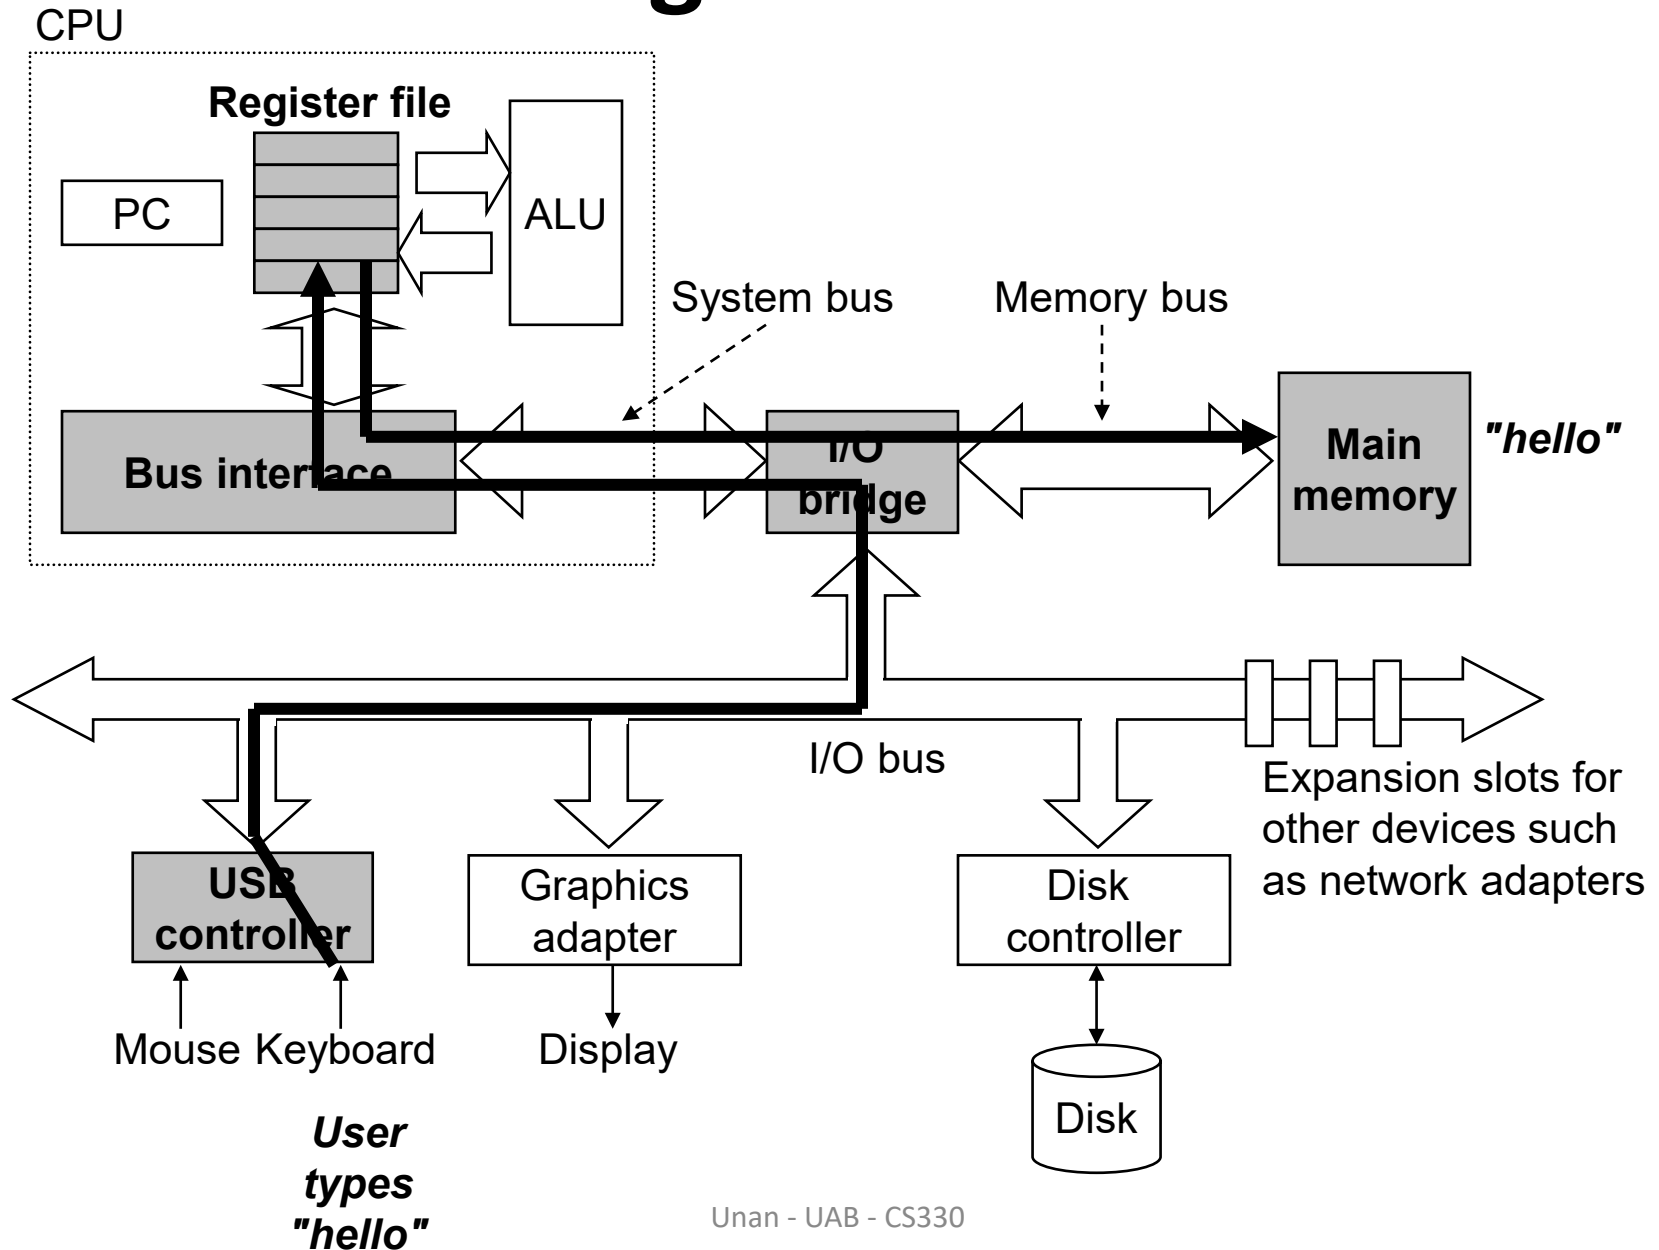 CPU
Register file
PC
ALU
System bus
Memory bus
Bus interface
I/O
bridge
Main
memory
"hello"
I/O bus
Expansion slots for
other devices such
as network adapters
USB
controller
Graphics
adapter
Disk
controller
Mouse
Keyboard
Display
Disk
User
types
"hello"
Unan - UAB - CS330